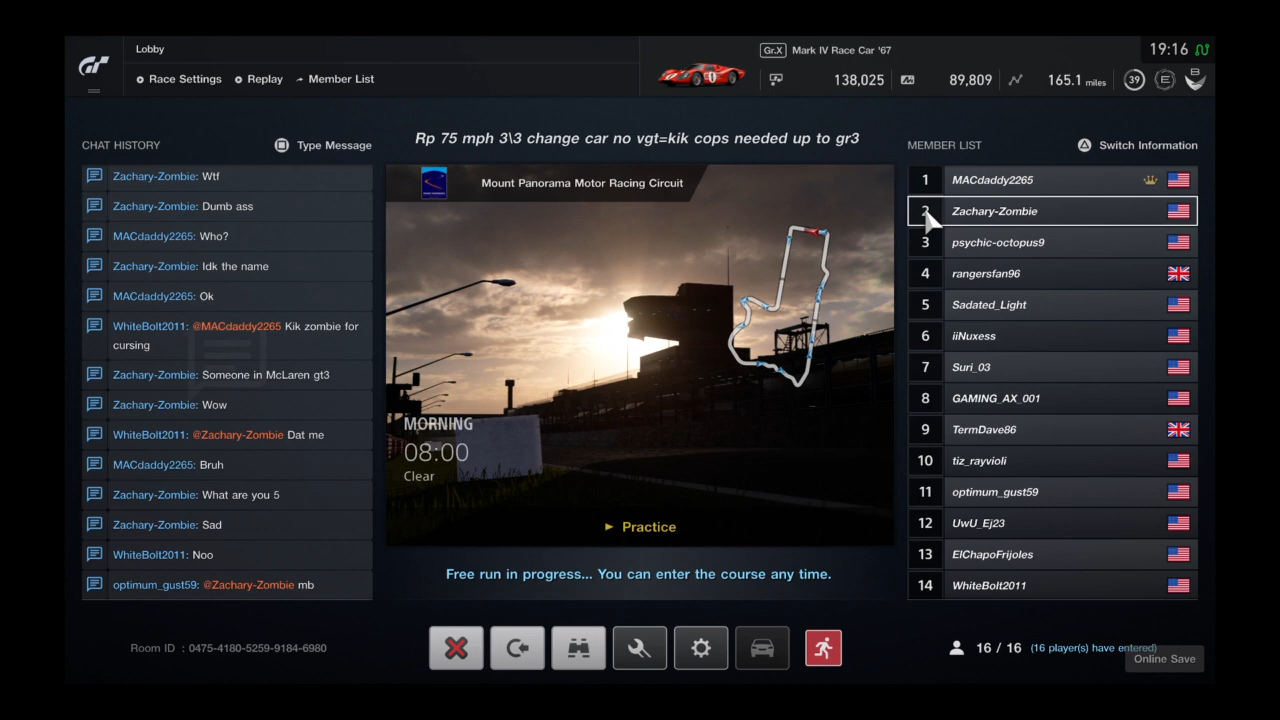 Lobby
Race Settings Replay Member List
Gr.X Mark IV Race Car '67
138,025 89,809 165.1 miles 39 E B
19:16
CHAT HISTORY Type Message
Zachary-Zombie: Wtf
Zachary-Zombie: Dumb ass
MACdaddy2265: Who?
Zachary-Zombie: Idk the name
MACdaddy2265: Ok
WhiteBolt2011: @MACdaddy2265 Kik zombie for
cursing
Zachary-Zombie: Someone in McLaren gt3
Zachary-Zombie: Wow
WhiteBolt2011: @Zachary-Zombie Dat me
MACdaddy2265: Bruh
Zachary-Zombie: What are you 5
Zachary-Zombie: Sad
WhiteBolt2011: Noo
optimum_gust59: @Zachary-Zombie mb
Rp 75 mph 3\3 change car no vgt=kik cops needed up to gr3
Mount Panorama Motor Racing Circuit
MORNING
08:00
Clear
Practice
Free run in progress... You can enter the course any time.
MEMBER LIST Switch Information
1 MACdaddy2265
2 Zachary-Zombie
3 psychic-octopus9
4 rangersfan96
5 Sadated_Light
6 iiNuxess
7 Suri_03
8 GAMING_AX_001
9 TermDave86
10 tiz_rayvioli
11 optimum_gust59
12 UwU_Ej23
13 ElChapoFrijoles
14 WhiteBolt2011
Room ID : 0475-4180-5259-9184-6980
16 / 16 (16 player(s) have entered)
Online Save